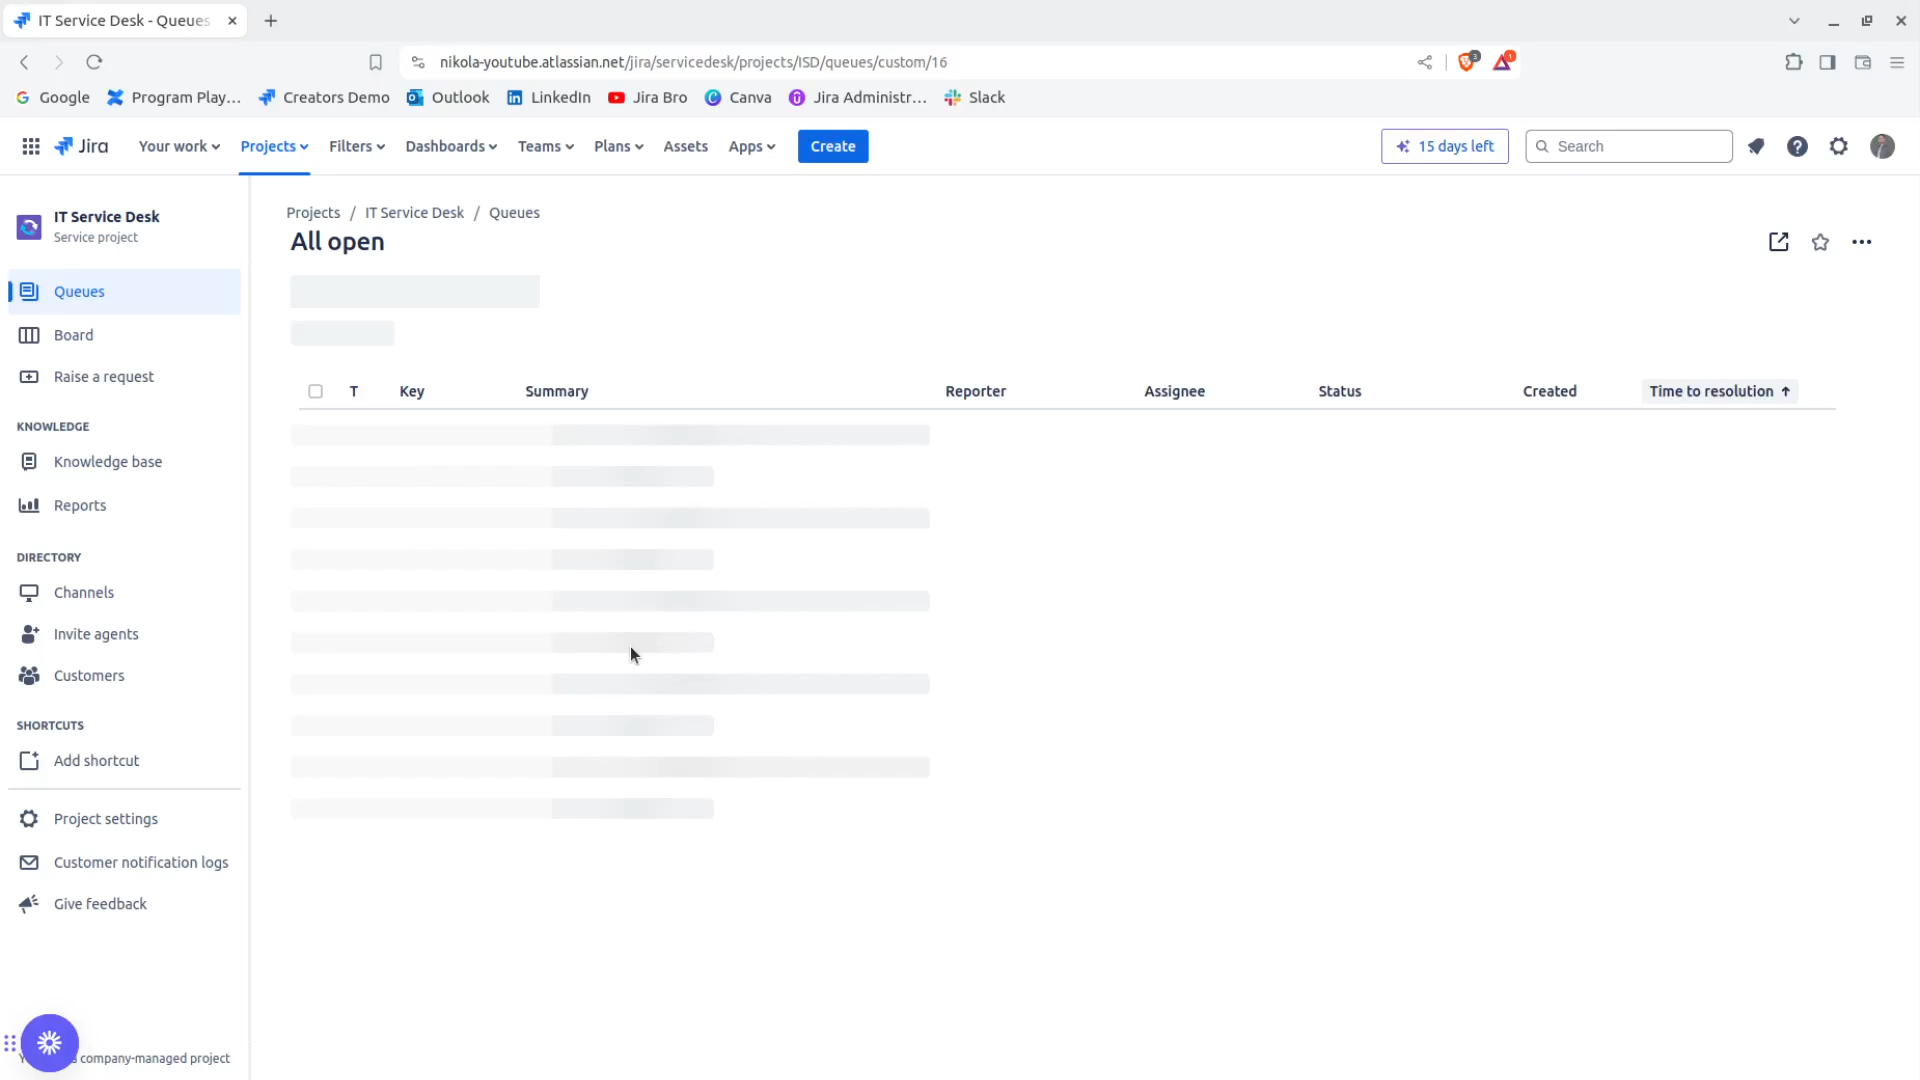 IT Service Desk - Queues
nikola-youtube.atlassian.net/jira/servicedesk/projects/ISD/queues/custom/16
3
1
Google
Program Play...
Creators Demo
Outlook
LinkedIn
Jira Bro
Canva
Jira Administr...
Slack
Jira
Your work
Projects
Filters
Dashboards
Teams
Plans
Assets
Apps
Create
15 days left
Search
IT Service Desk
Service project
Queues
Board
Raise a request
KNOWLEDGE
Knowledge base
Reports
DIRECTORY
Channels
Invite agents
Customers
SHORTCUTS
Add shortcut
Project settings
Customer notification logs
Give feedback
company-managed project
Projects / IT Service Desk / Queues
All open
T
Key
Summary
Reporter
Assignee
Status
Created
Time to resolution